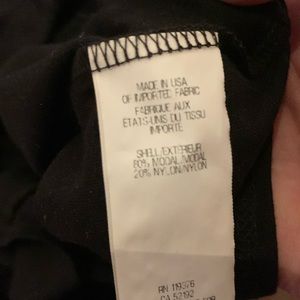 MADE IN USA
OF IMPORTED FABRIC
FABRIQUE AUX
ETATS-UNIS DU TISSU
IMPORTE
SHELL/EXTERIEUR
80% MODAL/MODAL
20% NYLON/NYLON
RN 119376